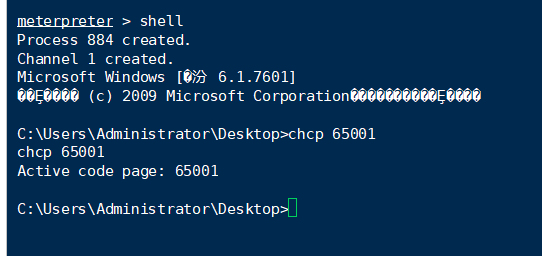 meterpreter > shell
Process 884 created.
Channel 1 created.
Microsoft Windows [�汾 6.1.7601]
��Ȩ���� (c) 2009 Microsoft Corporation����������Ȩ����
C:\Users\Administrator\Desktop>chcp 65001
chcp 65001
Active code page: 65001
C:\Users\Administrator\Desktop>